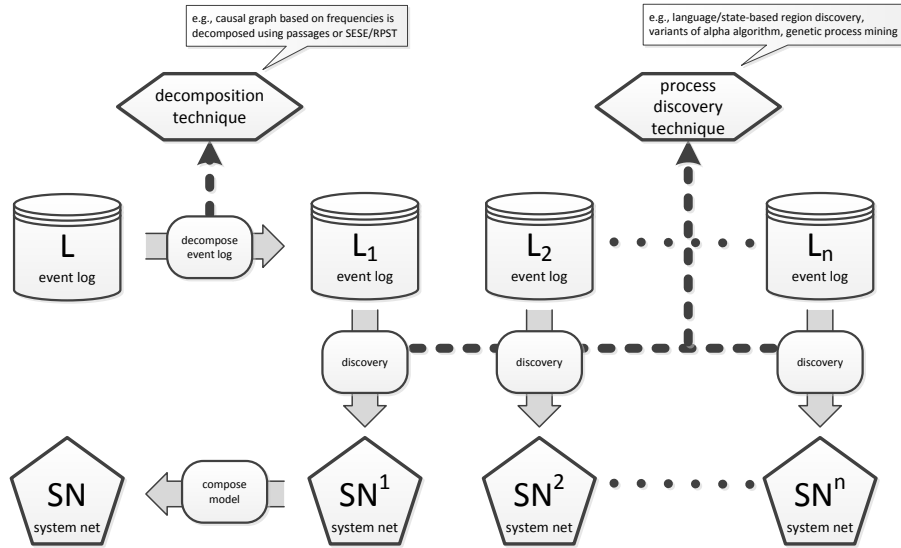 e.g., causal graph based on frequencies is
decomposed using passages or SESE/RPST
e.g., language/state-based region discovery,
variants of alpha algorithm, genetic process mining
decomposition
technique
process
discovery
technique
L
event log
decompose
event log
L1
event log
L2
event log
Ln
event log
discovery
discovery
discovery
SN
system net
compose
model
SN1
system net
SN2
system net
SNn
system net